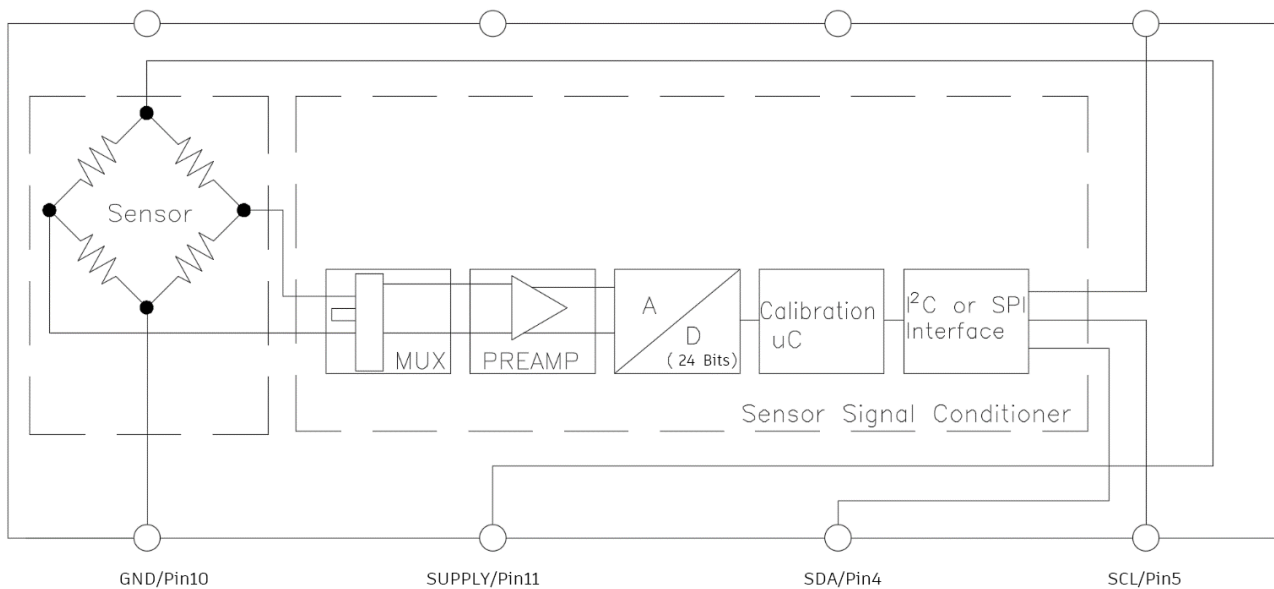 Sensor
MUX
PREAMP
A
D
( 24 Bits)
Calibration
uC
I²C or SPI
Interface
Sensor Signal Conditioner
GND/Pin10
SUPPLY/Pin11
SDA/Pin4
SCL/Pin5